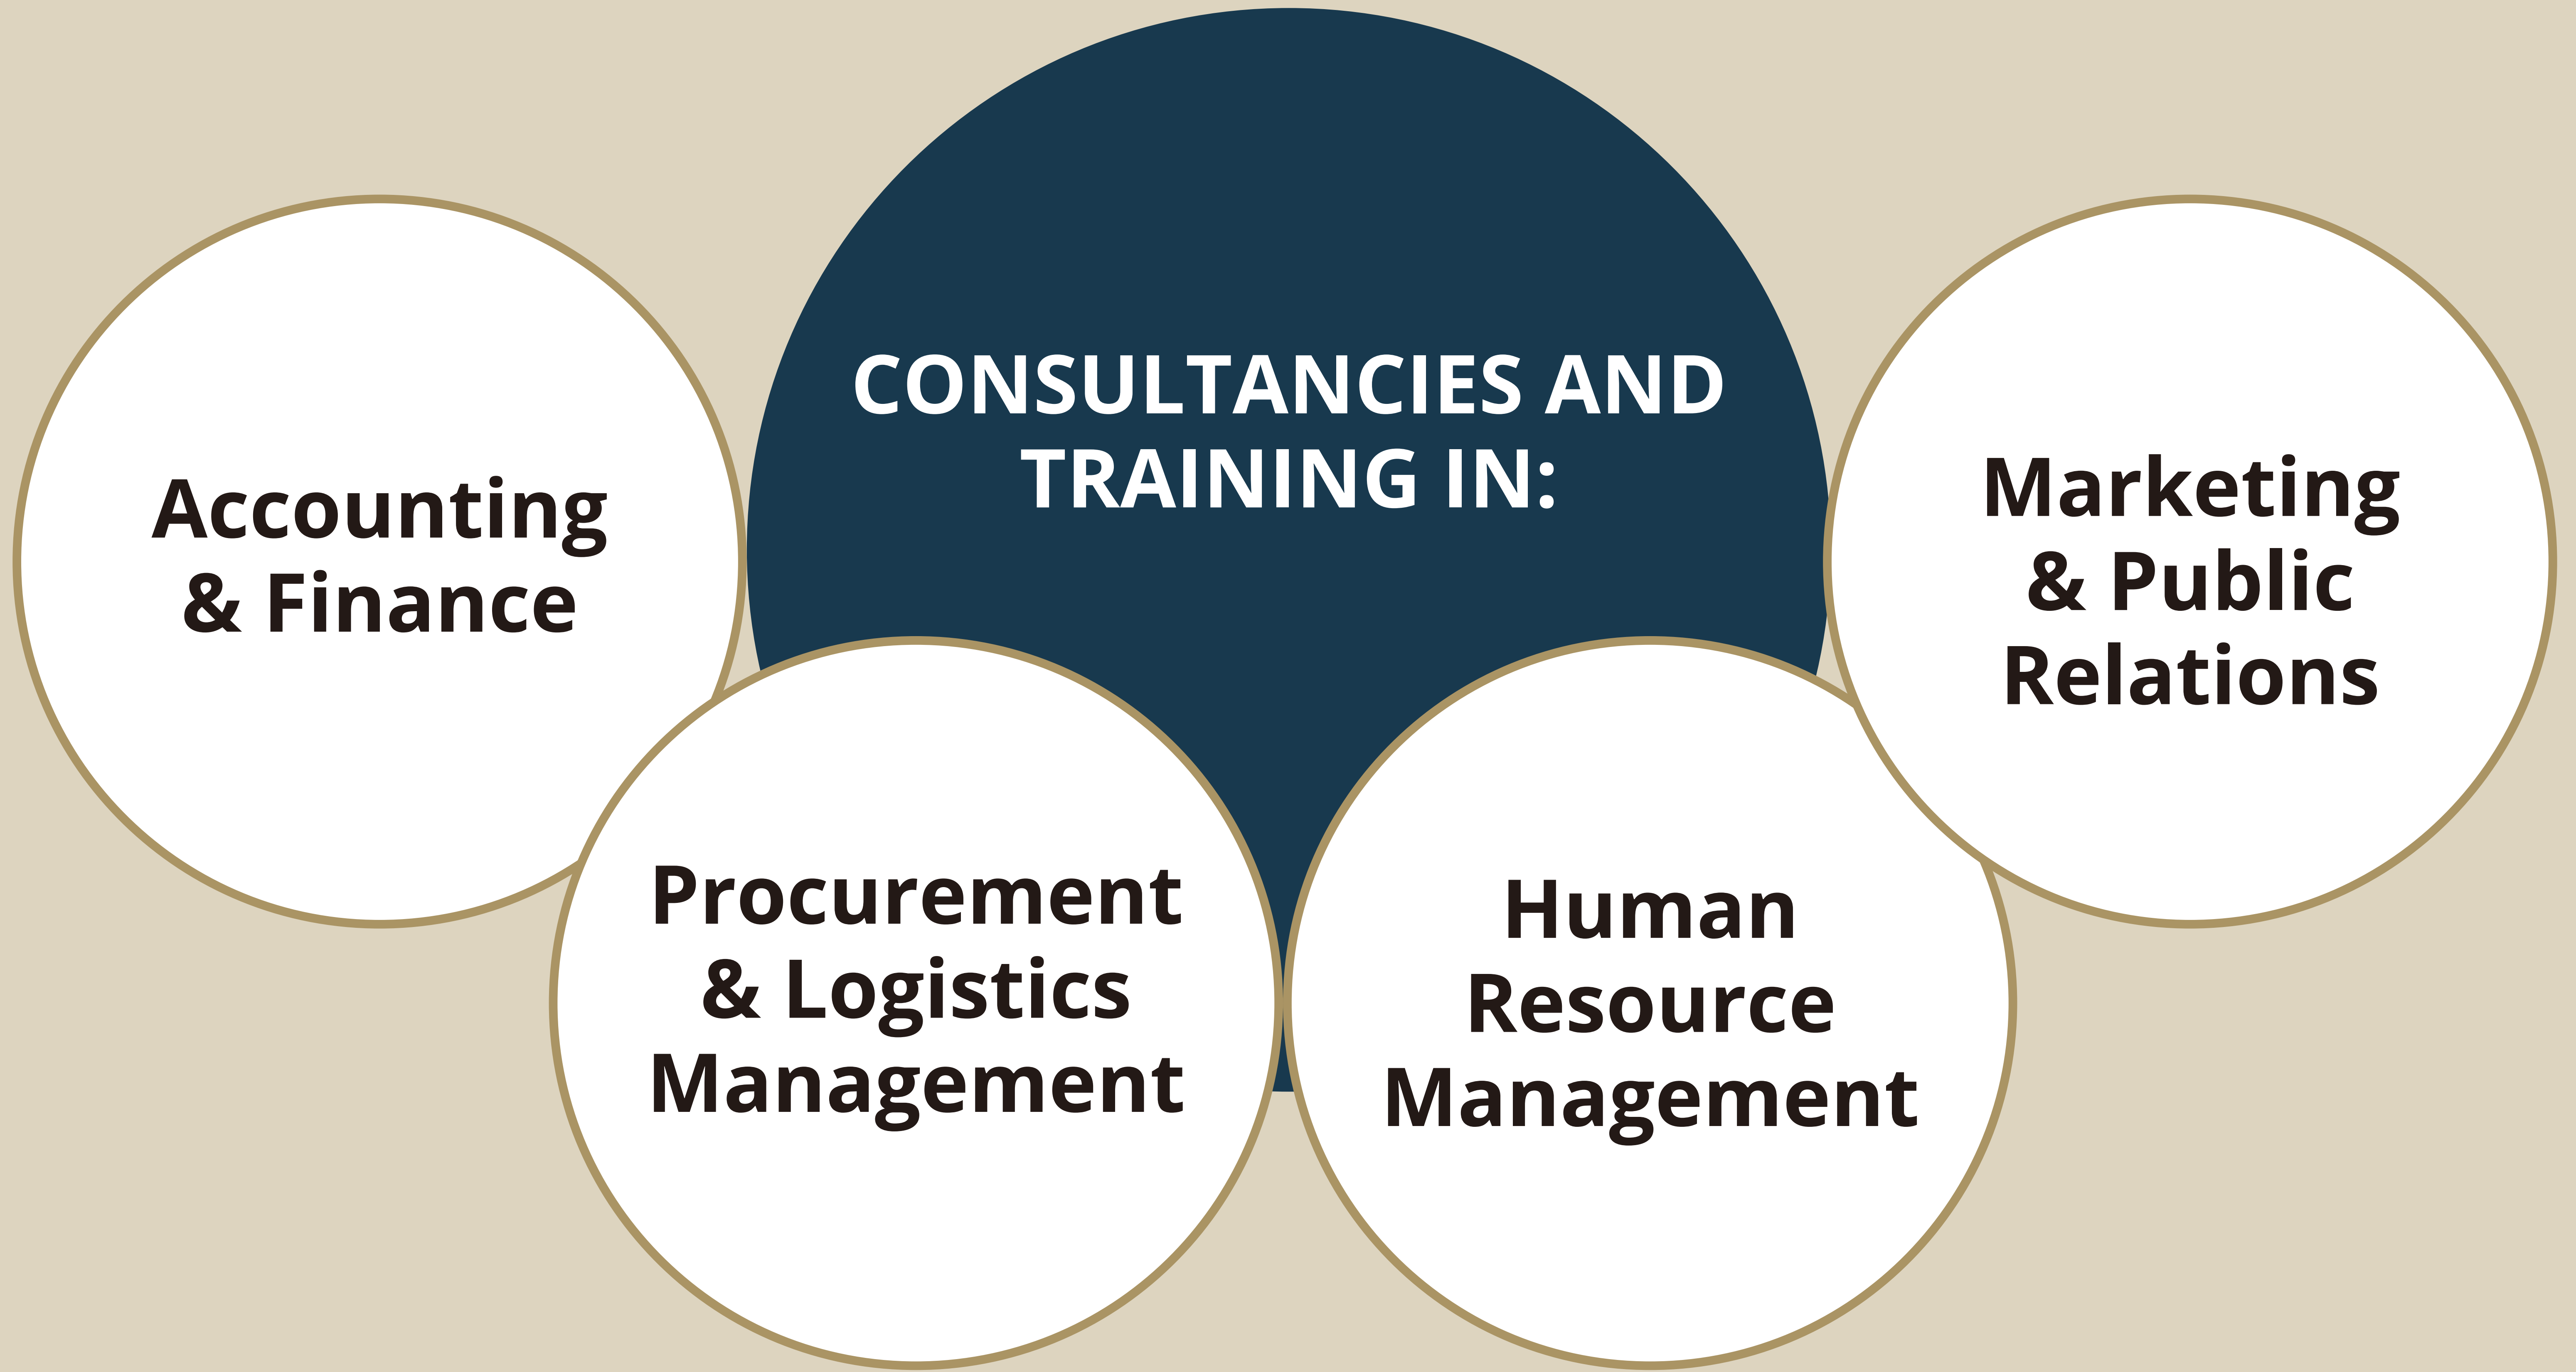 CONSULTANCIES AND
TRAINING IN:
Accounting
& Finance
Procurement
& Logistics
Management
Human
Resource
Management
Marketing
& Public
Relations